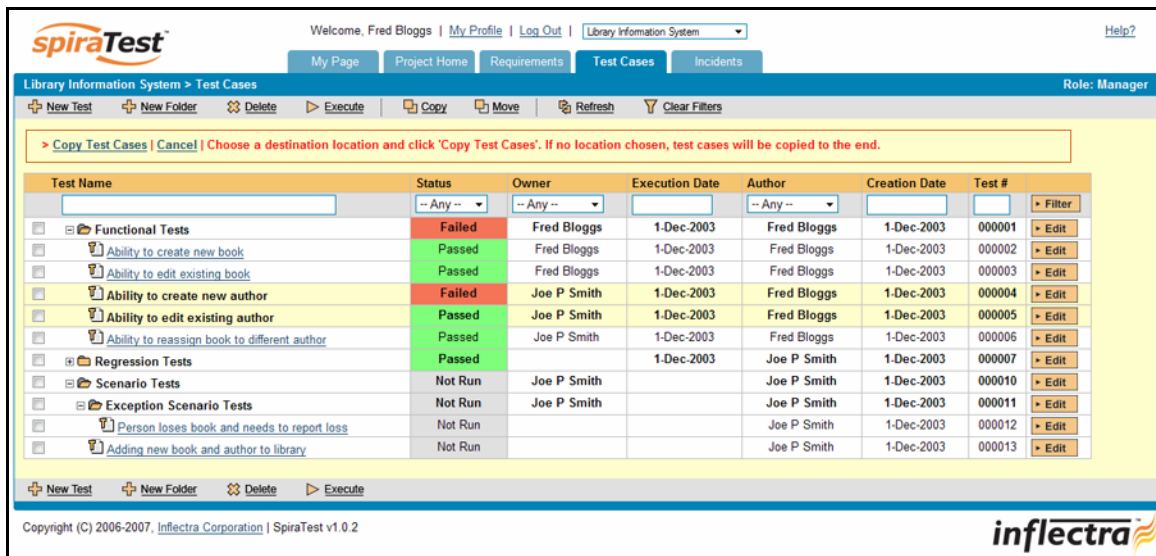 spiraTest
Welcome, Fred Bloggs | My Profile | Log Out | Library Information System
Help?
My Page Project Home Requirements Test Cases Incidents
Library Information System > Test Cases Role: Manager
New Test New Folder Delete Execute Copy Move Refresh Clear Filters
> Copy Test Cases | Cancel | Choose a destination location and click 'Copy Test Cases'. If no location chosen, test cases will be copied to the end.
Test Name Status Owner Execution Date Author Creation Date Test #
-- Any -- -- Any -- -- Any -- Filter
Functional Tests Failed Fred Bloggs 1-Dec-2003 Fred Bloggs 1-Dec-2003 000001 Edit
Ability to create new book Passed Fred Bloggs 1-Dec-2003 Fred Bloggs 1-Dec-2003 000002 Edit
Ability to edit existing book Passed Fred Bloggs 1-Dec-2003 Fred Bloggs 1-Dec-2003 000003 Edit
Ability to create new author Failed Joe P Smith 1-Dec-2003 Fred Bloggs 1-Dec-2003 000004 Edit
Ability to edit existing author Passed Joe P Smith 1-Dec-2003 Fred Bloggs 1-Dec-2003 000005 Edit
Ability to reassign book to different author Passed Joe P Smith 1-Dec-2003 Fred Bloggs 1-Dec-2003 000006 Edit
Regression Tests Passed 1-Dec-2003 Joe P Smith 1-Dec-2003 000007 Edit
Scenario Tests Not Run Joe P Smith Joe P Smith 1-Dec-2003 000010 Edit
Exception Scenario Tests Not Run Joe P Smith Joe P Smith 1-Dec-2003 000011 Edit
Person loses book and needs to report loss Not Run Joe P Smith 1-Dec-2003 000012 Edit
Adding new book and author to library Not Run Joe P Smith 1-Dec-2003 000013 Edit
New Test New Folder Delete Execute
Copyright (C) 2006-2007, Inflectra Corporation | SpiraTest v1.0.2
inflectra